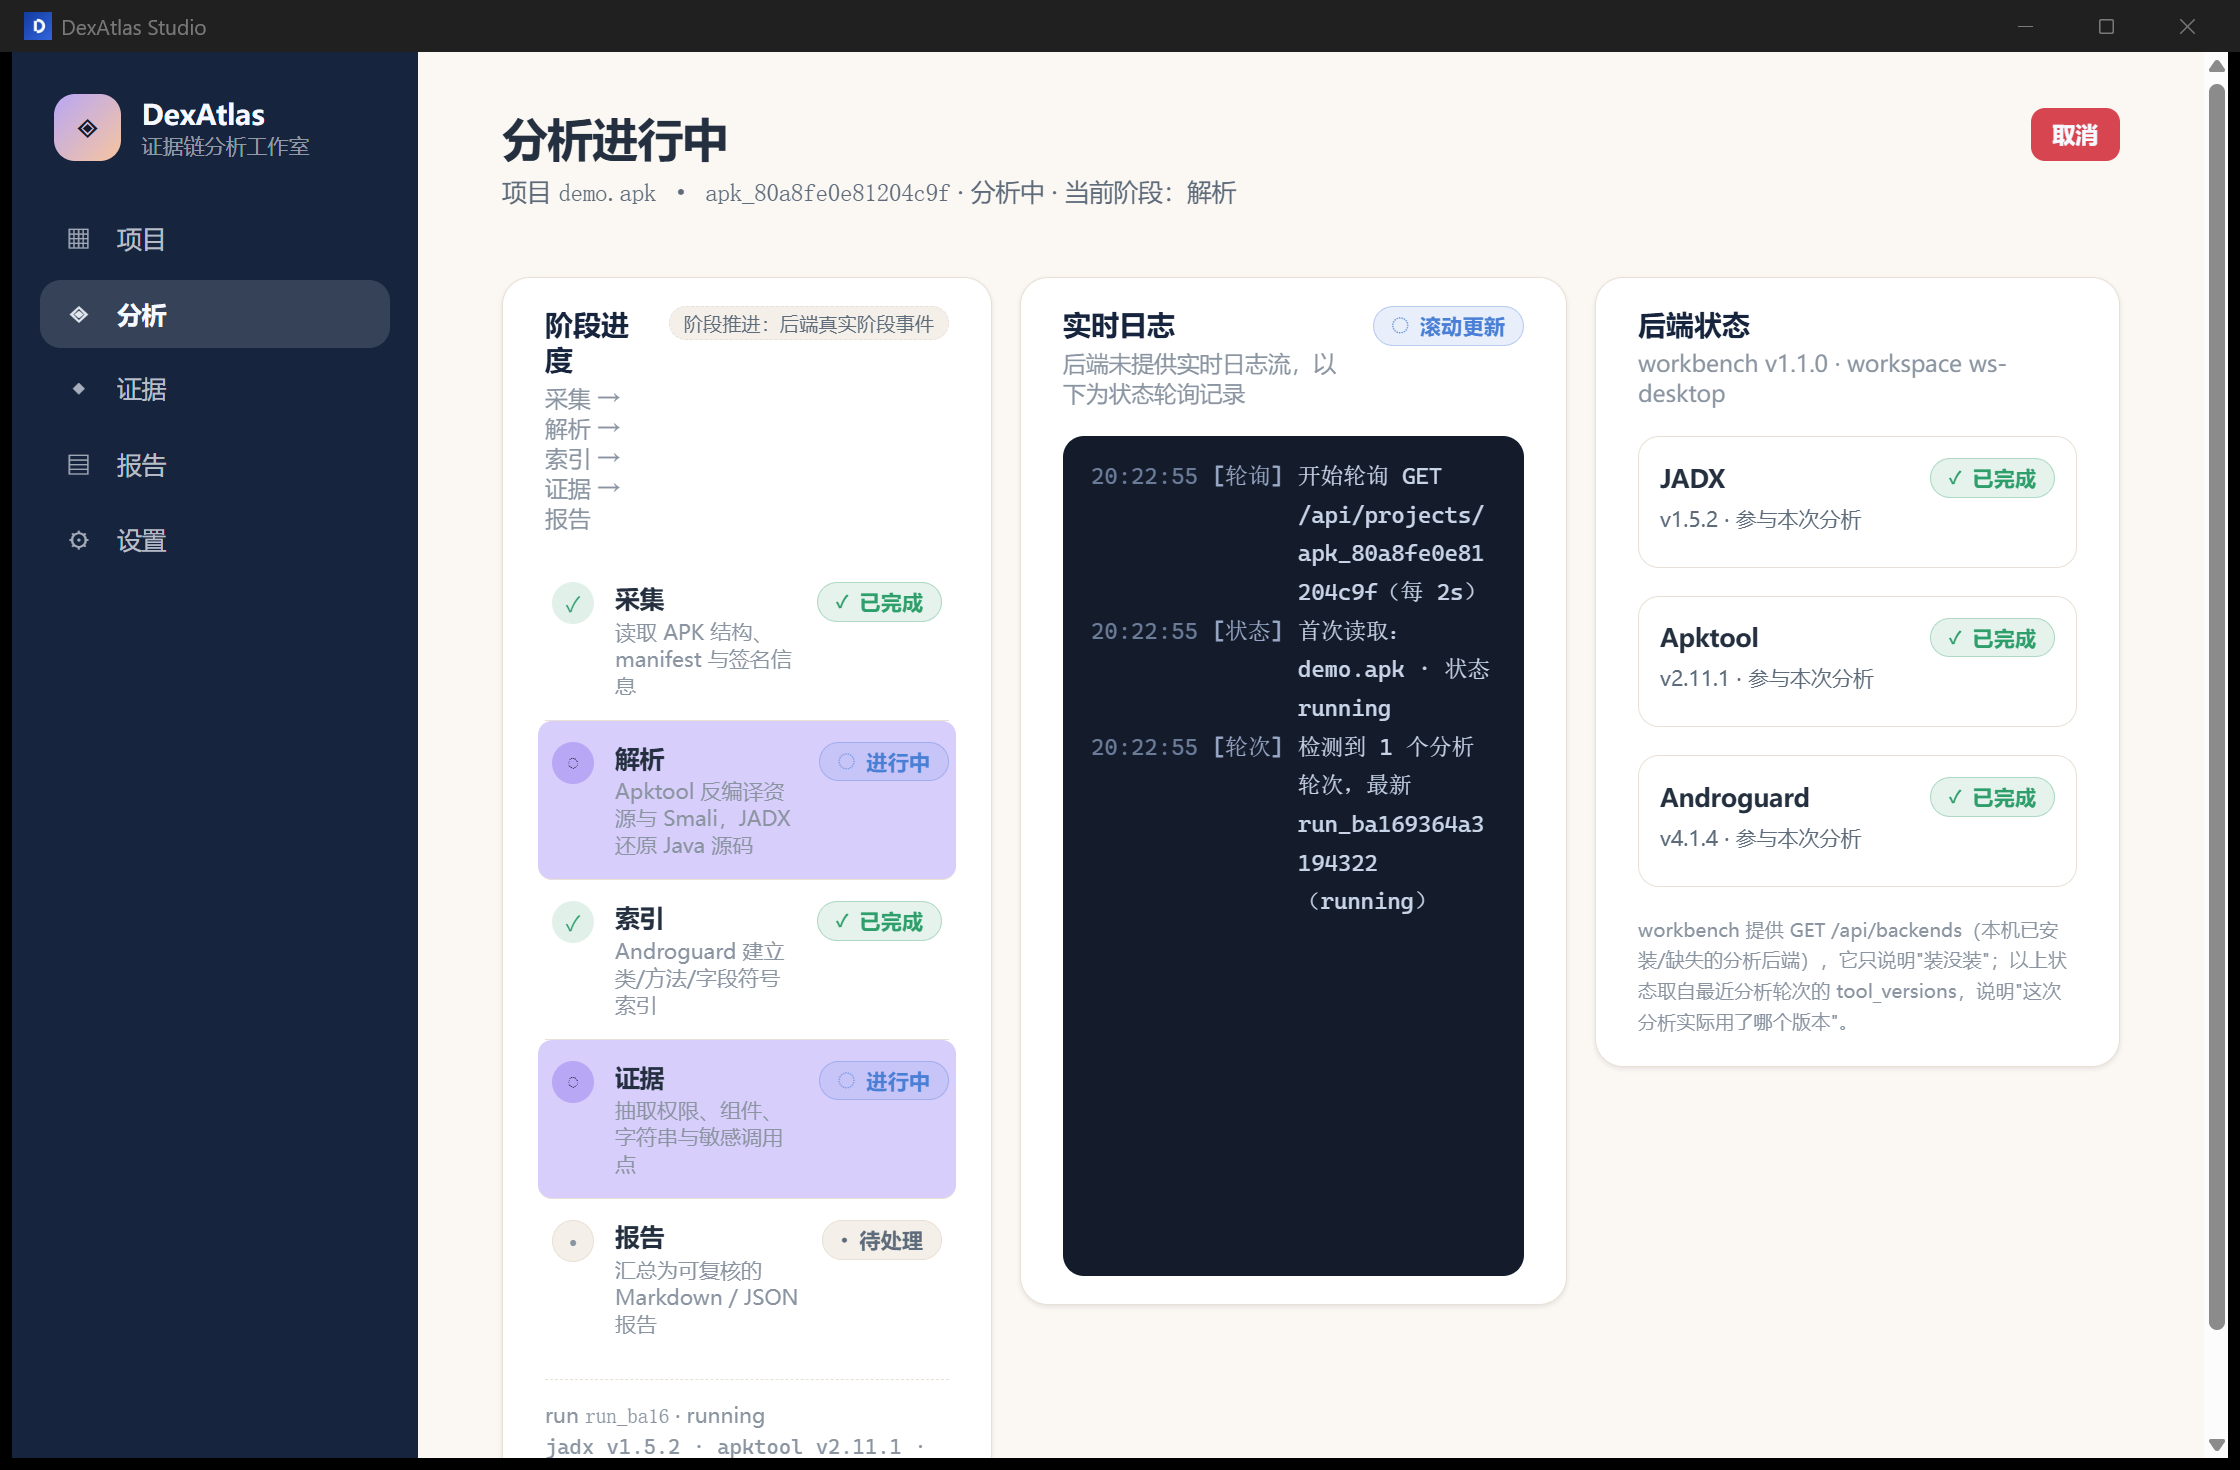 DexAtlas Studio
DexAtlas
证据链分析工作室
项目
分析
证据
报告
设置
分析进行中
项目 demo.apk • apk_80a8fe0e81204c9f · 分析中 · 当前阶段：解析
取消
阶段进
度
阶段推进：后端真实阶段事件
采集 →
解析 →
索引 →
证据 →
报告
采集
✓ 已完成
读取 APK 结构、
manifest 与签名信
息
解析
进行中
Apktool 反编译资
源与 Smali，JADX
还原 Java 源码
索引
✓ 已完成
Androguard 建立
类/方法/字段符号
索引
证据
进行中
抽取权限、组件、
字符串与敏感调用
点
报告
• 待处理
汇总为可复核的
Markdown / JSON
报告
run run_ba16 · running
jadx v1.5.2 · apktool v2.11.1 ·
实时日志
滚动更新
后端未提供实时日志流，以
下为状态轮询记录
20:22:55 [轮询] 开始轮询 GET
/api/projects/
apk_80a8fe0e81
204c9f（每 2s）
20:22:55 [状态] 首次读取：
demo.apk · 状态
running
20:22:55 [轮次] 检测到 1 个分析
轮次，最新
run_ba169364a3
194322
（running）
后端状态
workbench v1.1.0 · workspace ws-
desktop
JADX
✓ 已完成
v1.5.2 · 参与本次分析
Apktool
✓ 已完成
v2.11.1 · 参与本次分析
Androguard
✓ 已完成
v4.1.4 · 参与本次分析
workbench 提供 GET /api/backends（本机已安
装/缺失的分析后端），它只说明"装没装"；以上状
态取自最近分析轮次的 tool_versions，说明"这次
分析实际用了哪个版本"。